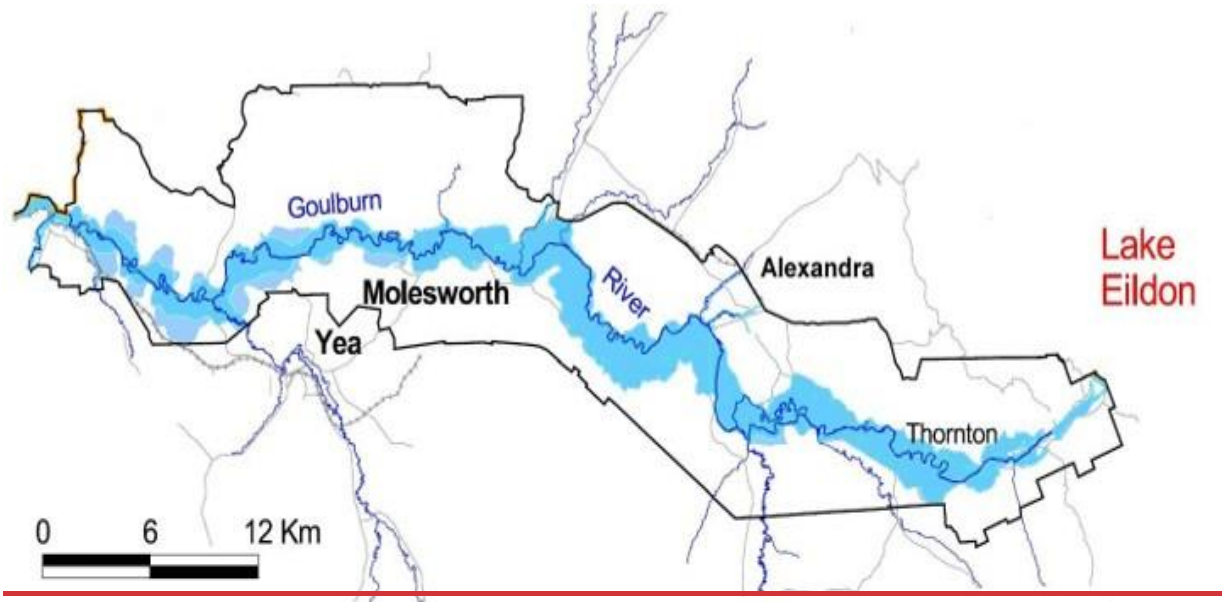 Goulburn
River
Alexandra
Lake
Eildon
Molesworth
Yea
Thornton
0 6 12 Km